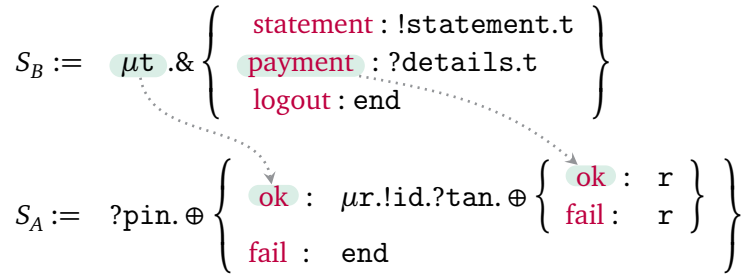 statement : !statement.t
S_B := μt .& { payment : ?details.t }
logout : end
ok : r
S_A := ?pin. ⊕ { ok : μr.!id.?tan. ⊕ { fail : r } }
fail : end